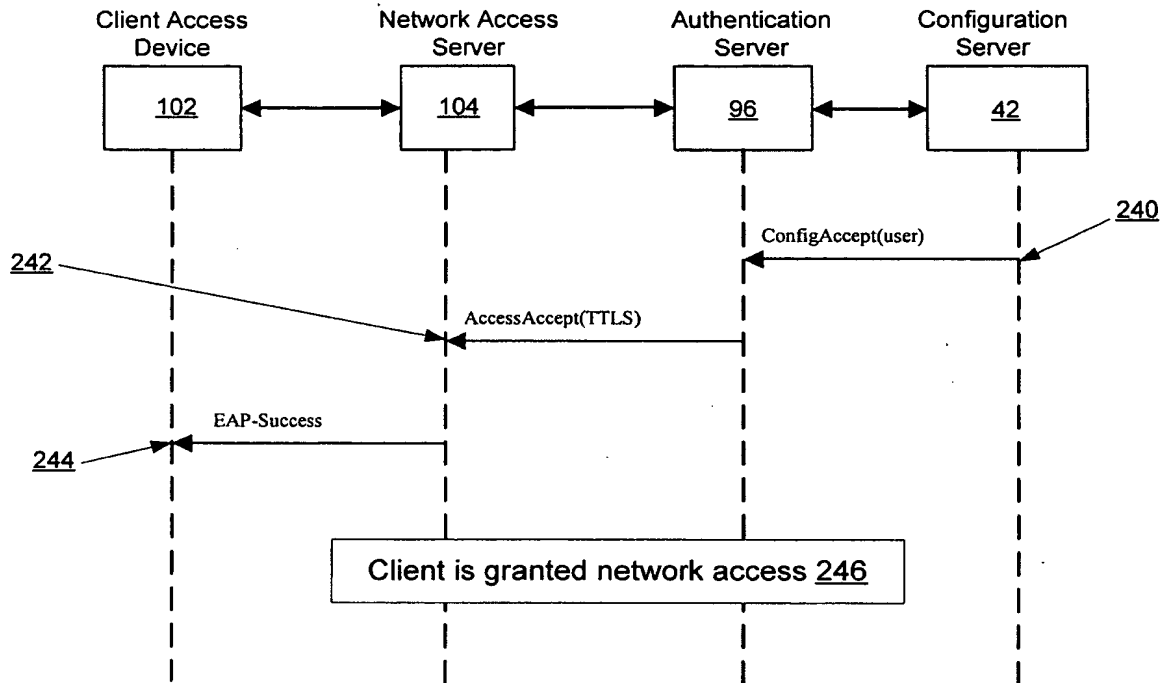 Client Access
Device
Network Access
Server
Authentication
Server
Configuration
Server
102
104
96
42
240
ConfigAccept(user)
242
AccessAccept(TTLS)
EAP-Success
244
Client is granted network access 246